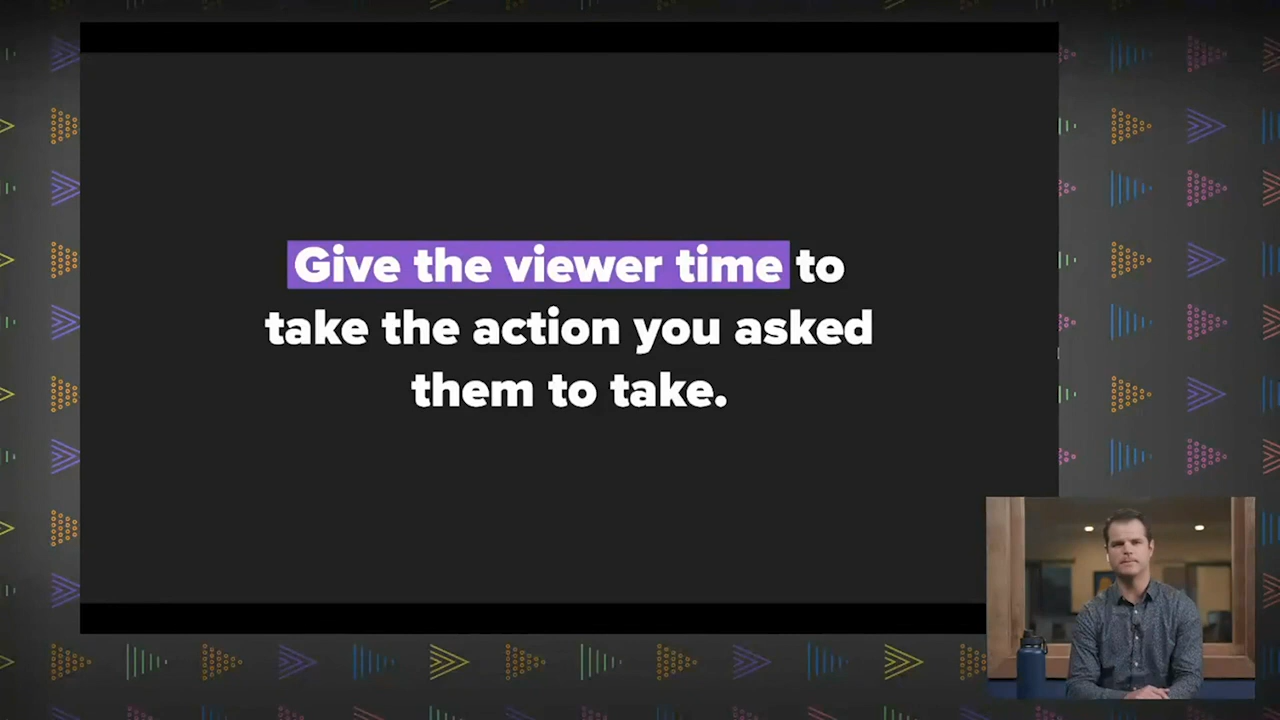 Give the viewer time to
take the action you asked
them to take.